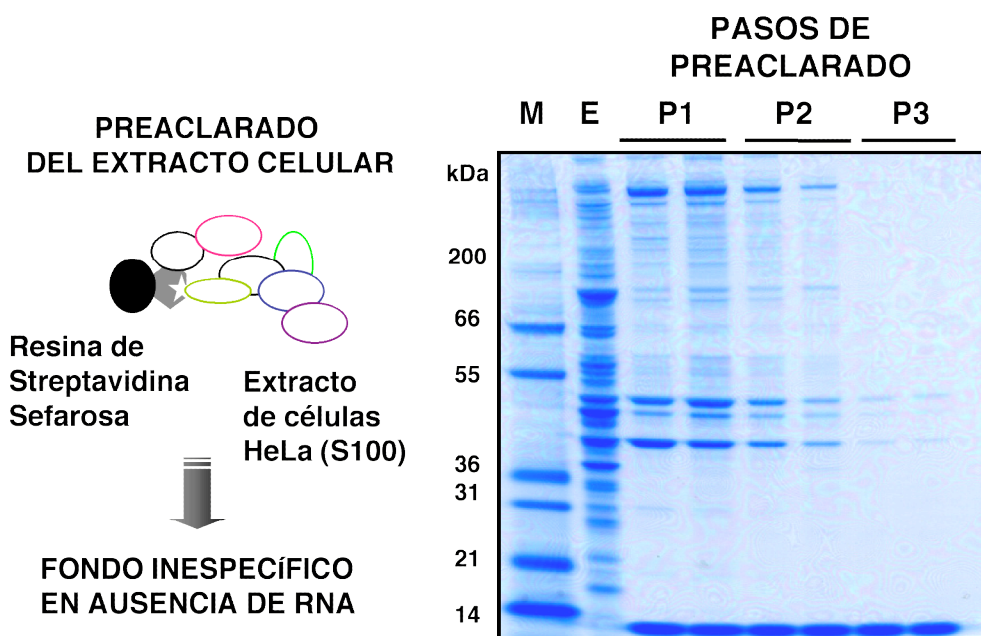 PREACLARADO
DEL EXTRACTO CELULAR
Resina de
Streptavidina
Sefarosa
Extracto
de células
HeLa (S100)
FONDO INESPECíFICO
EN AUSENCIA DE RNA
PASOS DE
PREACLARADO
M E P1 P2 P3
kDa
200
66
55
36
31
21
14